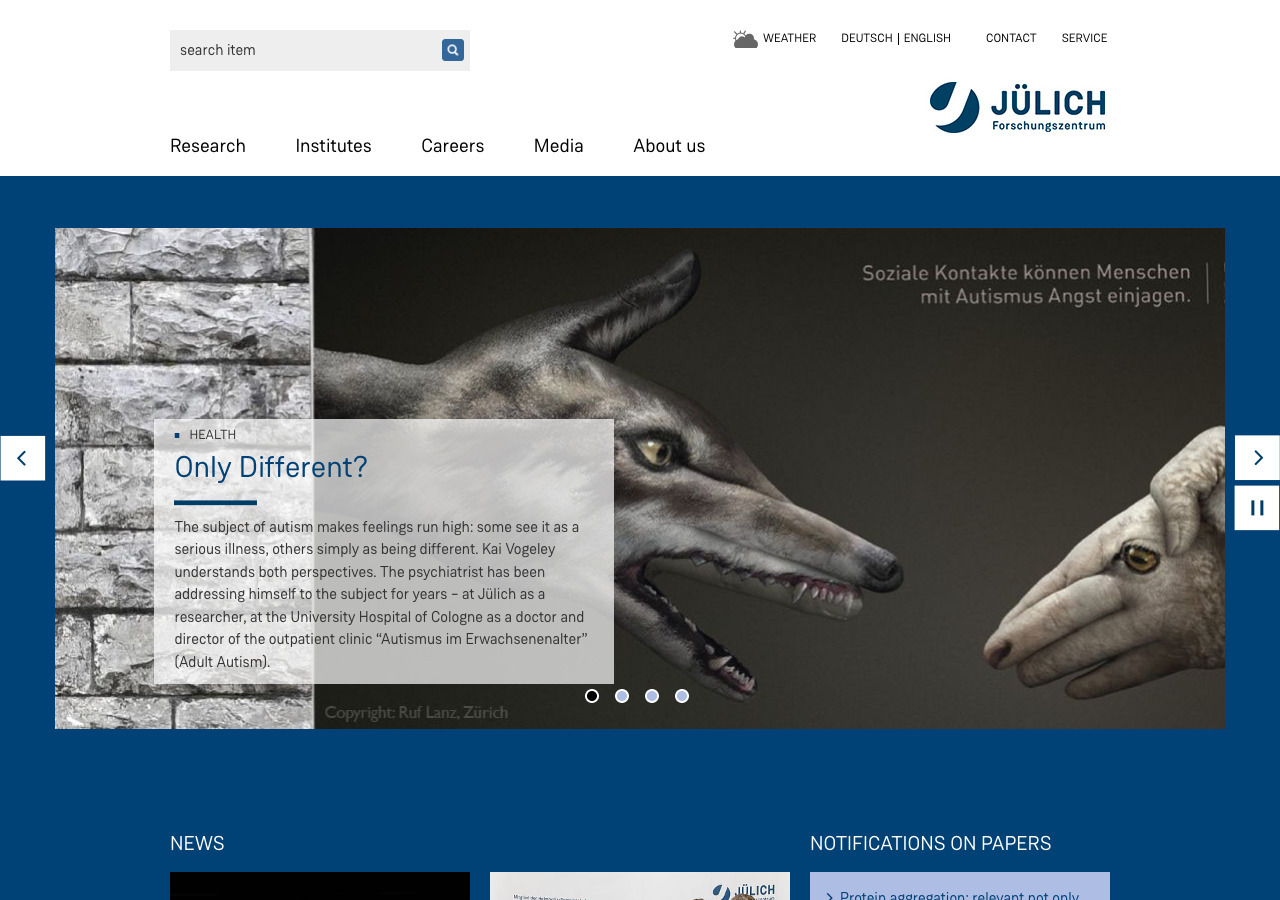 search item
WEATHER
DEUTSCH | ENGLISH
CONTACT
SERVICE
JÜLICH
Forschungszentrum
Research
Institutes
Careers
Media
About us
Soziale Kontakte können Menschen
mit Autismus Angst einjagen.
HEALTH
Only Different?
The subject of autism makes feelings run high: some see it as a
serious illness, others simply as being different. Kai Vogeley
understands both perspectives. The psychiatrist has been
addressing himself to the subject for years – at Jülich as a
researcher, at the University Hospital of Cologne as a doctor and
director of the outpatient clinic “Autismus im Erwachsenenalter”
(Adult Autism).
Copyright: Ruf Lanz, Zürich
NEWS
NOTIFICATIONS ON PAPERS
JÜLICH
Protein aggregation: relevant not only